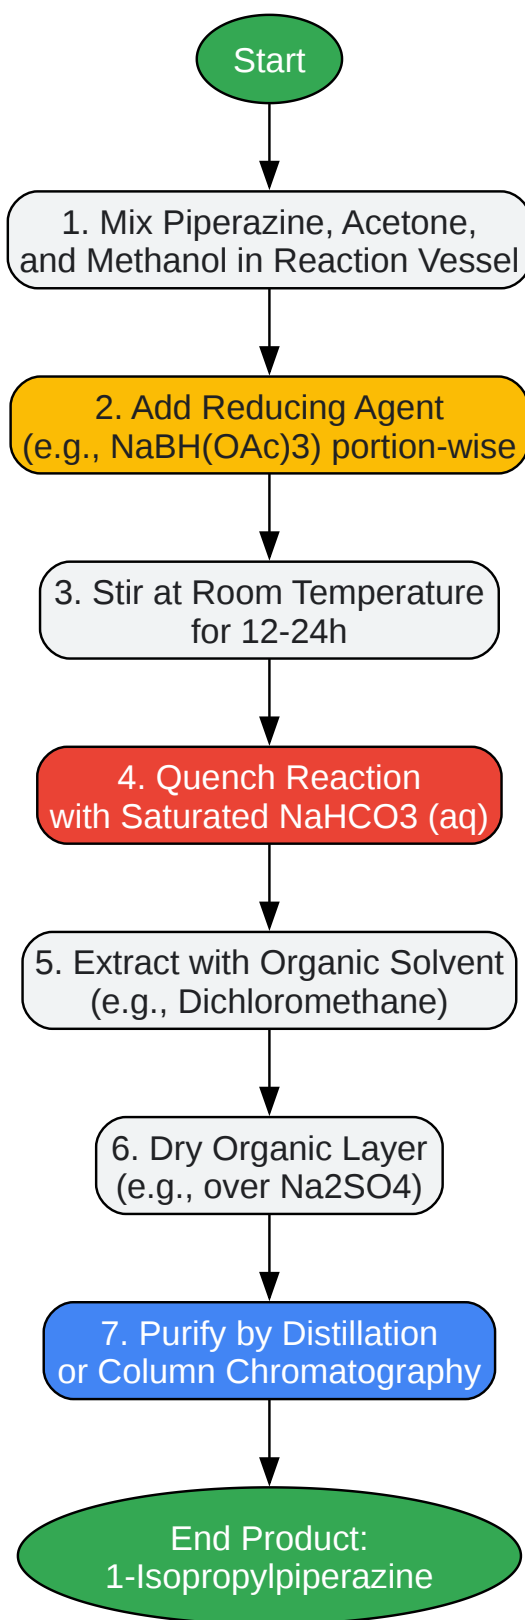 Start
1. Mix Piperazine, Acetone,
and Methanol in Reaction Vessel
2. Add Reducing Agent
(e.g., NaBH(OAc)3) portion-wise
3. Stir at Room Temperature
for 12-24h
4. Quench Reaction
with Saturated NaHCO3 (aq)
5. Extract with Organic Solvent
(e.g., Dichloromethane)
6. Dry Organic Layer
(e.g., over Na2SO4)
7. Purify by Distillation
or Column Chromatography
End Product:
1-Isopropylpiperazine